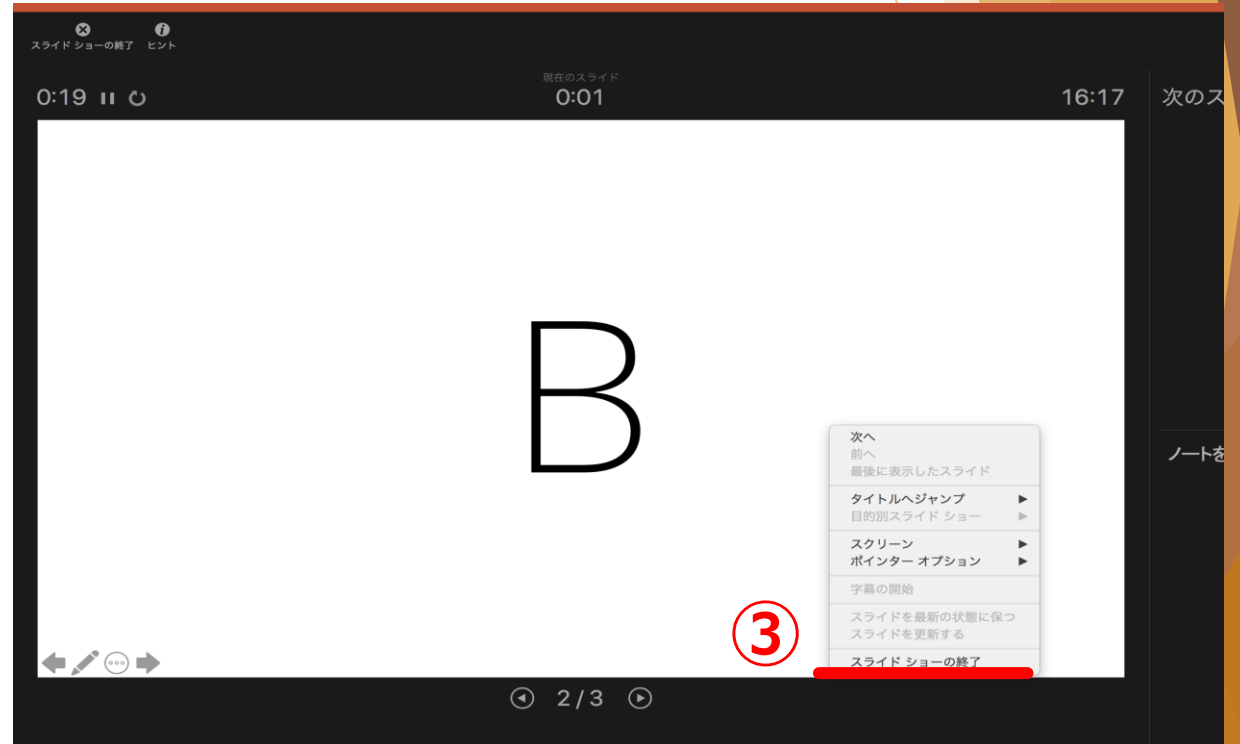 スライド ショーの終了 ヒント
現在のスライド
0:19 0:01 16:17 次のス
B
次へ
前へ
最後に表示したスライド
タイトルへジャンプ
目的別スライド ショー
スクリーン
ポインター オプション
字幕の開始
スライドを最新の状態に保つ
スライドを更新する
スライド ショーの終了
③
2/3
ノートを